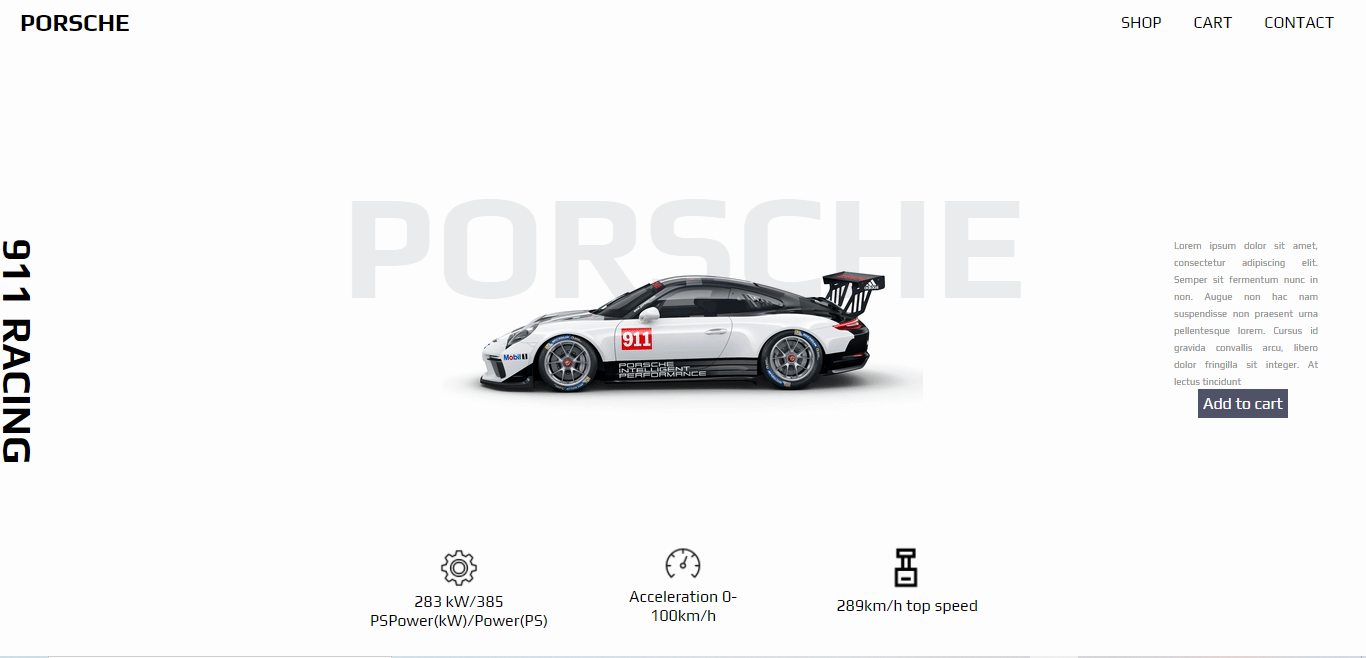 PORSCHE
SHOP CART CONTACT
PORSCHE
911 RACING
911
Mobil 1
PORSCHE
INTELLIGENT
PERFORMANCE
adidas
Lorem ipsum dolor sit amet,
consectetur adipiscing elit.
Semper sit fermentum nunc in
non. Augue non hac nam
suspendisse non praesent urna
pellentesque lorem. Cursus id
gravida convallis arcu, libero
dolor fringilla sit integer. At
lectus tincidunt
Add to cart
283 kW/385
PSPower(kW)/Power(PS)
Acceleration 0-
100km/h
289km/h top speed